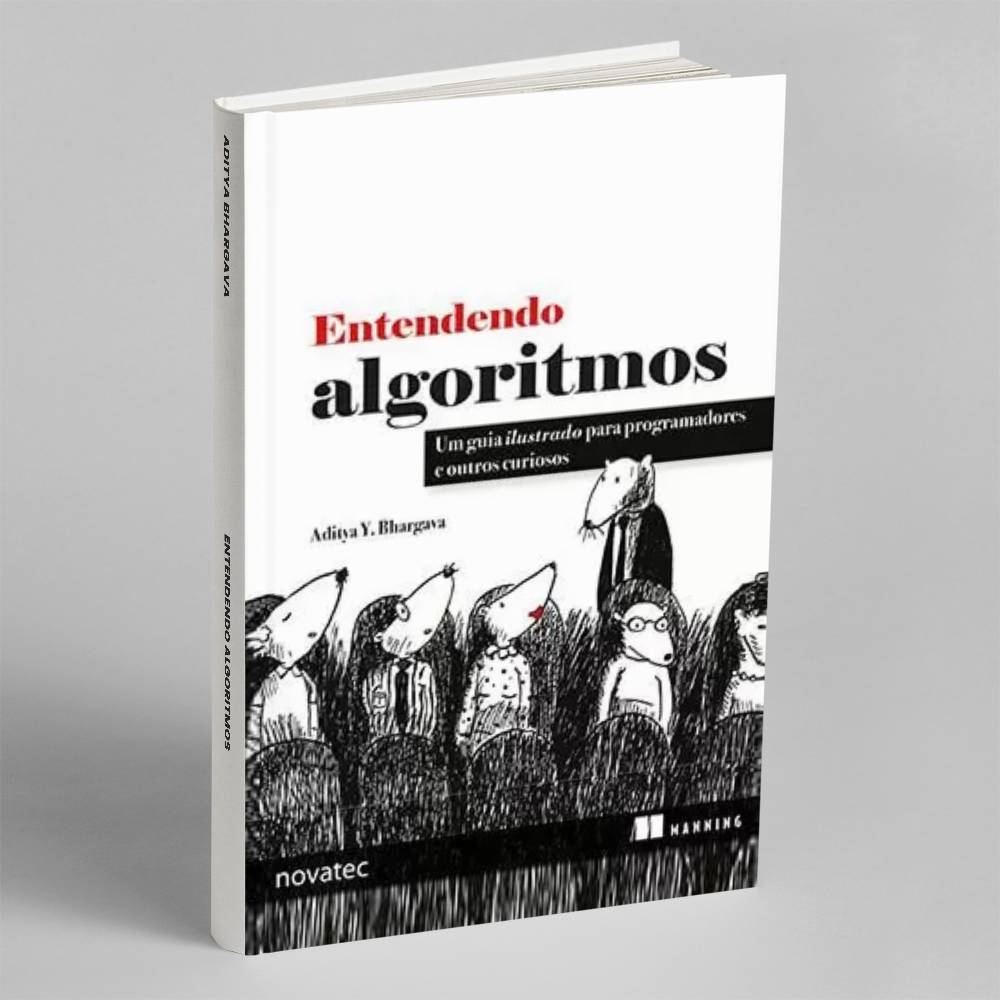 ADITYA BHARGAVA
ENTENDENDO ALGORITMOS
Entendendo
algoritmos
Um guia ilustrado para programadores
e outros curiosos
Aditya Y. Bhargava
MANNING
novatec